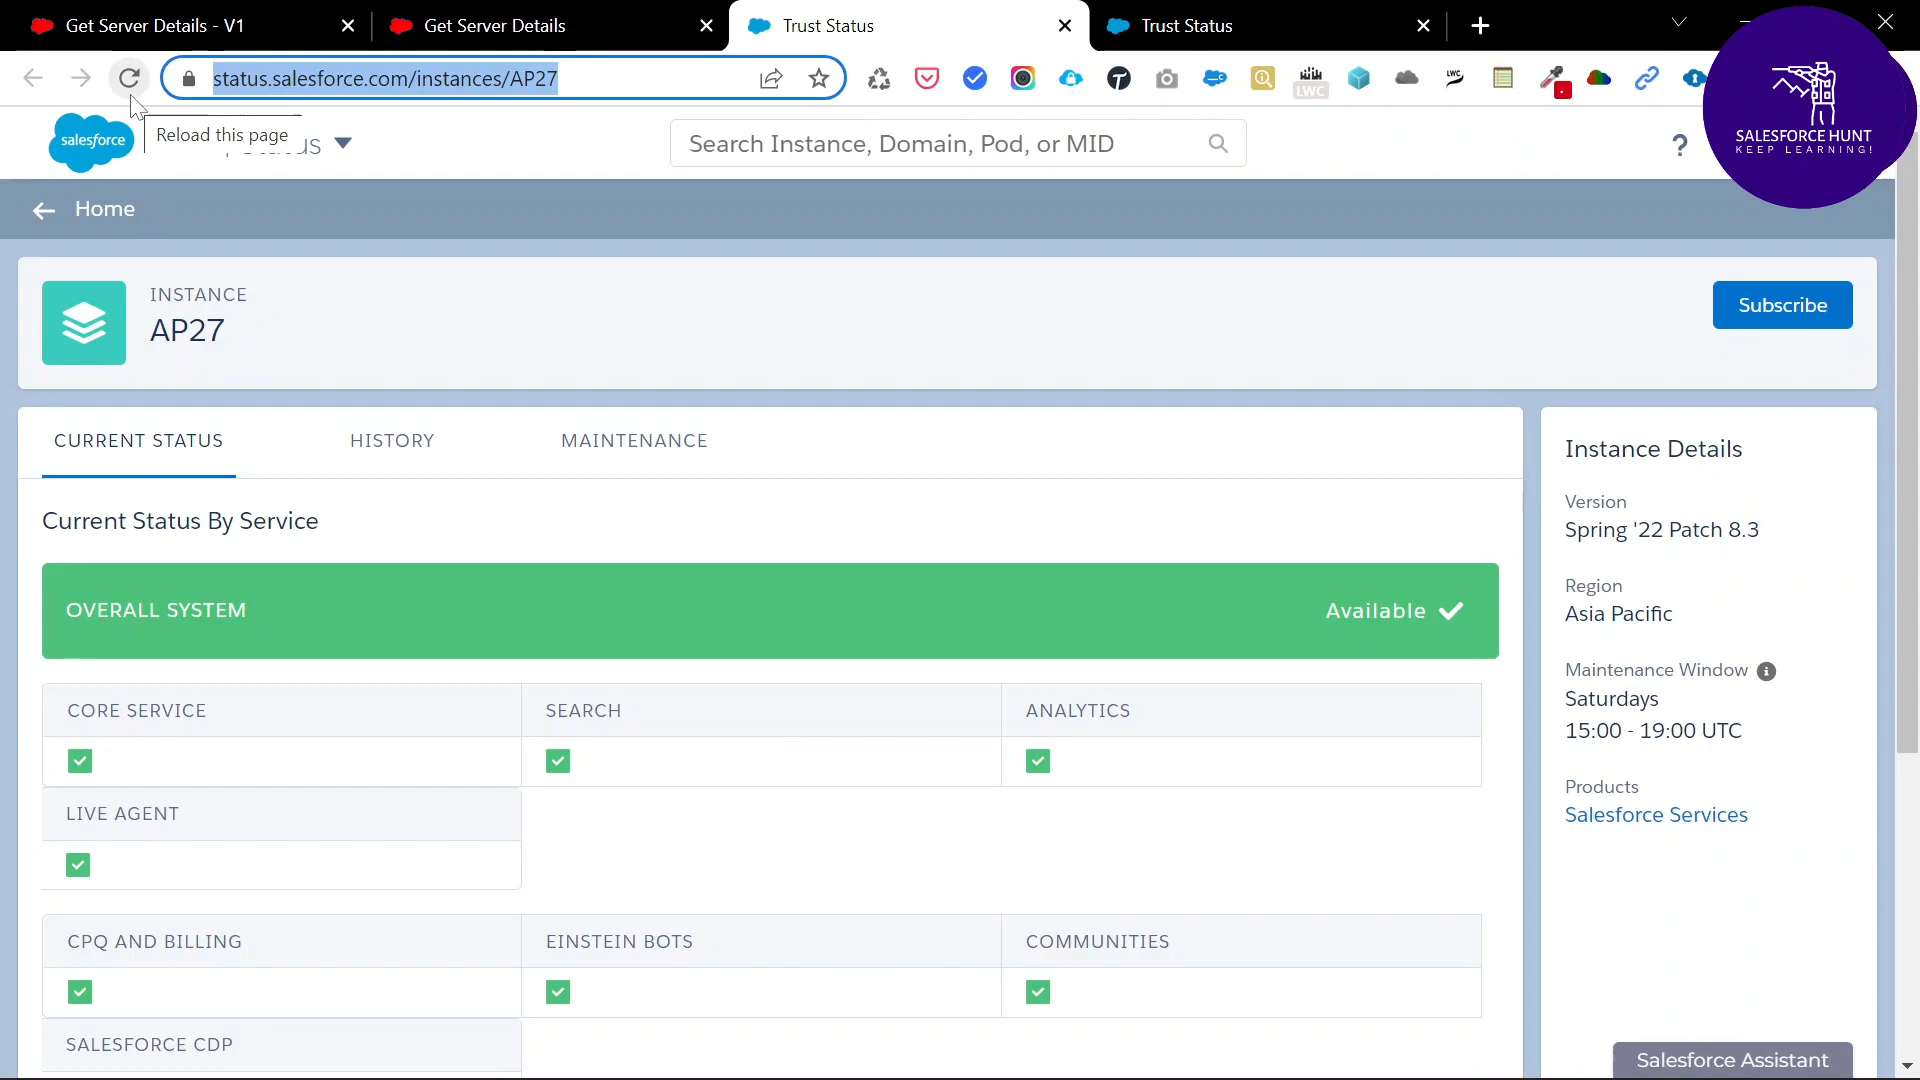 Get Server Details - V1
Get Server Details
Trust Status
Trust Status
status.salesforce.com/instances/AP27
LWC
LWC
SALESFORCE HUNT
KEEP LEARNING!
salesforce
Reload this page
Search Instance, Domain, Pod, or MID
?
Home
INSTANCE
AP27
Subscribe
CURRENT STATUS
HISTORY
MAINTENANCE
Current Status By Service
OVERALL SYSTEM
Available
CORE SERVICE
SEARCH
ANALYTICS
LIVE AGENT
CPQ AND BILLING
EINSTEIN BOTS
COMMUNITIES
SALESFORCE CDP
Instance Details
Version
Spring '22 Patch 8.3
Region
Asia Pacific
Maintenance Window
Saturdays
15:00 - 19:00 UTC
Products
Salesforce Services
Salesforce Assistant